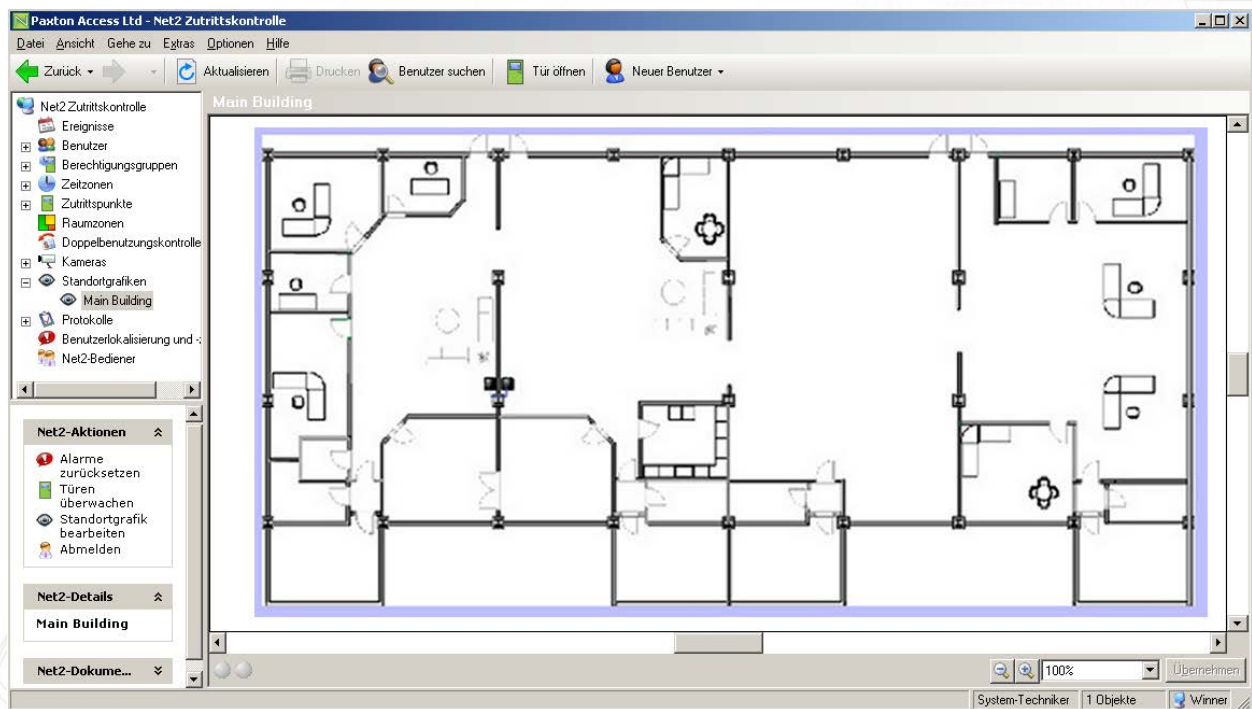 Paxton Access Ltd - Net2 Zutrittskontrolle
Datei Ansicht Gehe zu Extras Optionen Hilfe
Zurück Aktualisieren Drucken Benutzer suchen Tür öffnen Neuer Benutzer
Net2 Zutrittskontrolle
Ereignisse
Benutzer
Berechtigungsgruppen
Zeitzonen
Zutrittspunkte
Raumzonen
Doppelbenutzungskontrolle
Kameras
Standortgrafiken
Main Building
Protokolle
Benutzerlokalisierung und -
Net2-Bediener
Main Building
Net2-Aktionen
Alarme
zurücksetzen
Türen
überwachen
Standortgrafik
bearbeiten
Abmelden
Net2-Details
Main Building
Net2-Dokume...
100% Übernehmen
System-Techniker 1 Objekte Winner